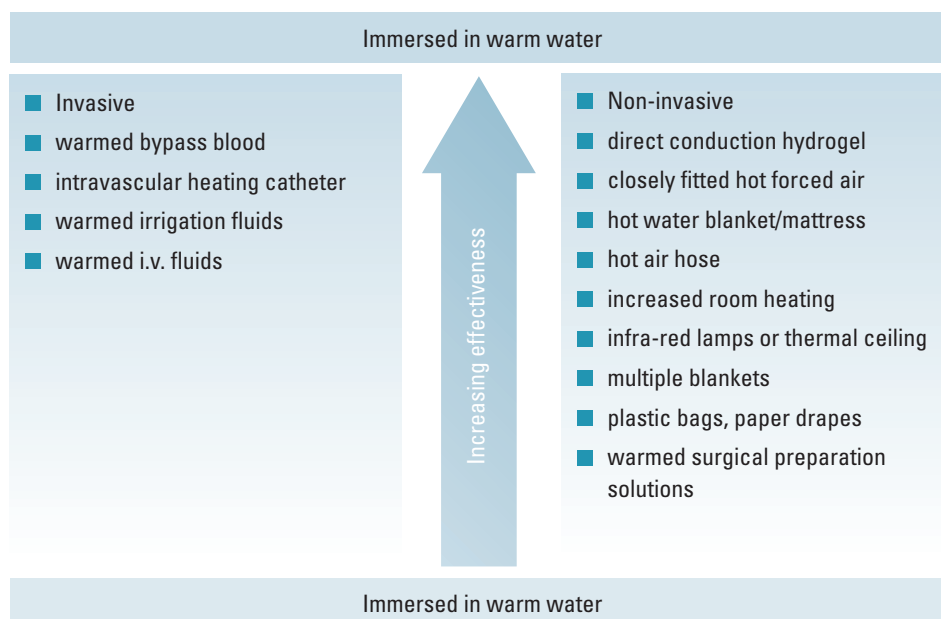 Immersed in warm water
Invasive
warmed bypass blood
intravascular heating catheter
warmed irrigation fluids
warmed i.v. fluids
Increasing effectiveness
Non-invasive
direct conduction hydrogel
closely fitted hot forced air
hot water blanket/mattress
hot air hose
increased room heating
infra-red lamps or thermal ceiling
multiple blankets
plastic bags, paper drapes
warmed surgical preparation
solutions
Immersed in warm water